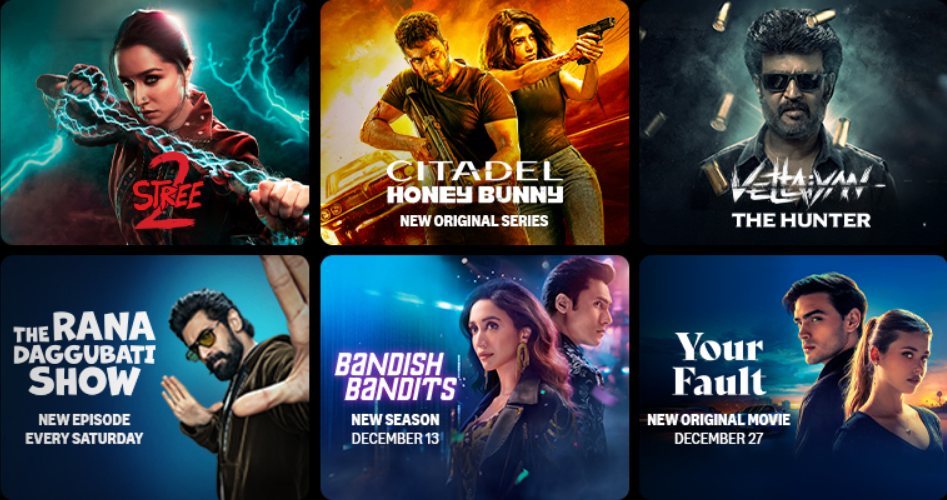 STREE
2
CITADEL
HONEY BUNNY
NEW ORIGINAL SERIES
VETTAIYAN
THE HUNTER
THE RANA
DAGGUBATI
SHOW
NEW EPISODE
EVERY SATURDAY
BANDISH
BANDITS
NEW SEASON
DECEMBER 13
Your
Fault
NEW ORIGINAL MOVIE
DECEMBER 27